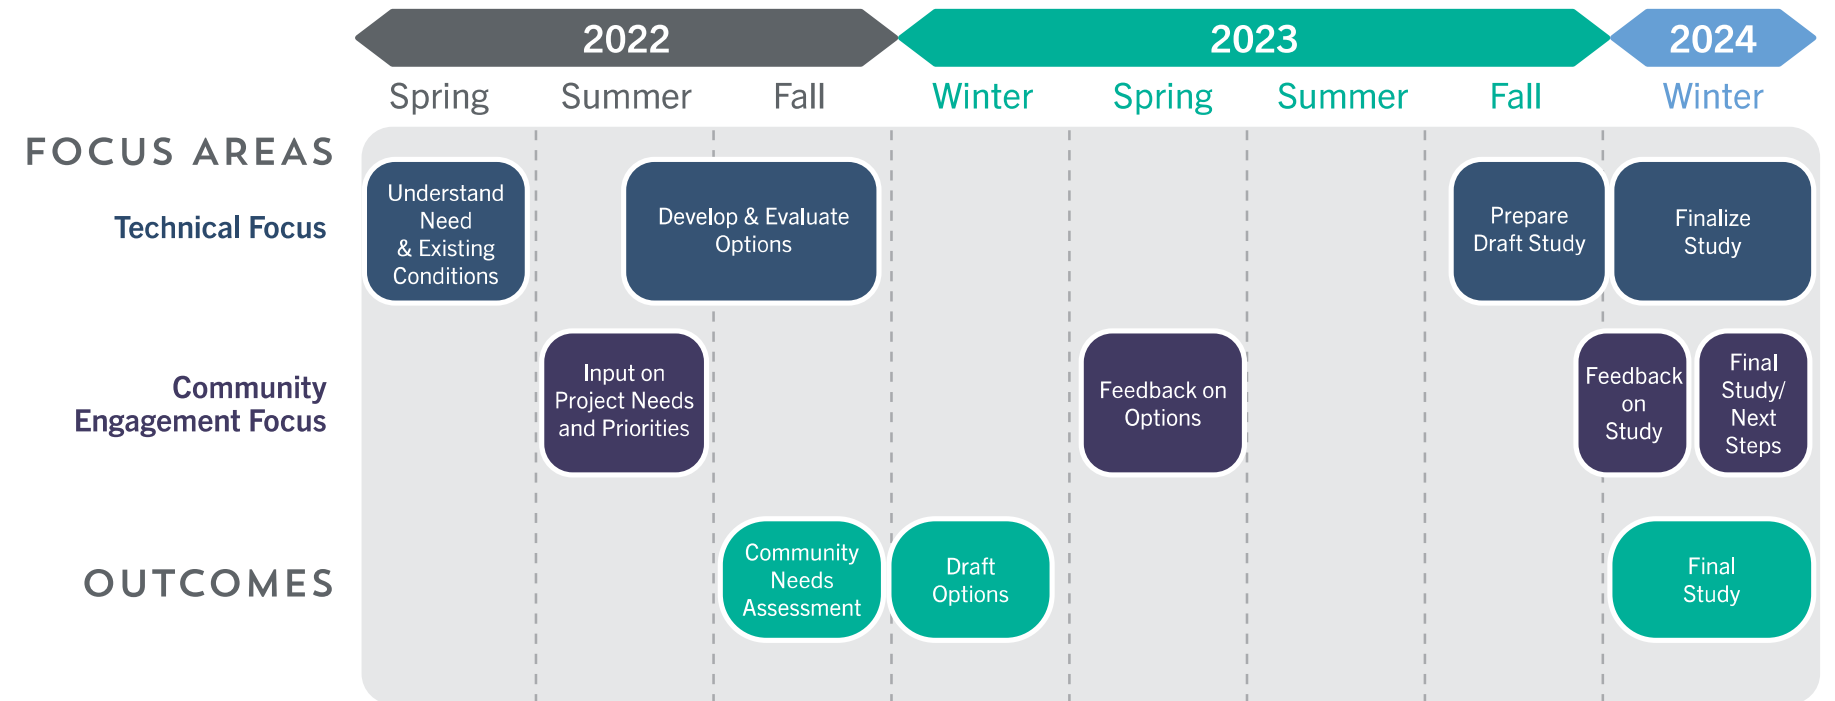 2022
2023
2024
Spring
Summer
Fall
Winter
Spring
Summer
Fall
Winter
FOCUS AREAS
Technical Focus
Understand
Need
& Existing
Conditions
Develop & Evaluate
Options
Prepare
Draft Study
Finalize
Study
Community
Engagement Focus
Input on
Project Needs
and Priorities
Feedback on
Options
Feedback
on
Study
Final
Study/
Next
Steps
OUTCOMES
Community
Needs
Assessment
Draft
Options
Final
Study